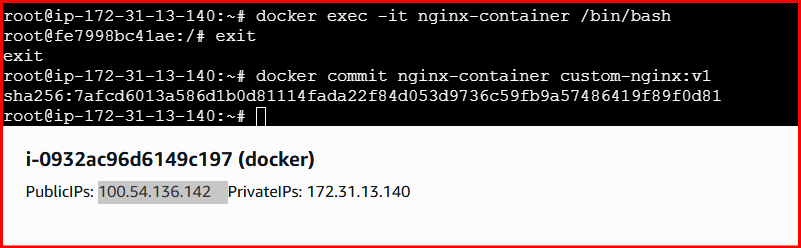 root@ip-172-31-13-140:~# docker exec -it nginx-container /bin/bash
root@fe7998bc41ae:/# exit
exit
root@ip-172-31-13-140:~# docker commit nginx-container custom-nginx:v1
sha256:7afcd6013a586d1b0d81114fada22f84d053d9736c59fb9a57486419f89f0d81
root@ip-172-31-13-140:~#
i-0932ac96d6149c197 (docker)
PublicIPs: 100.54.136.142 PrivateIPs: 172.31.13.140